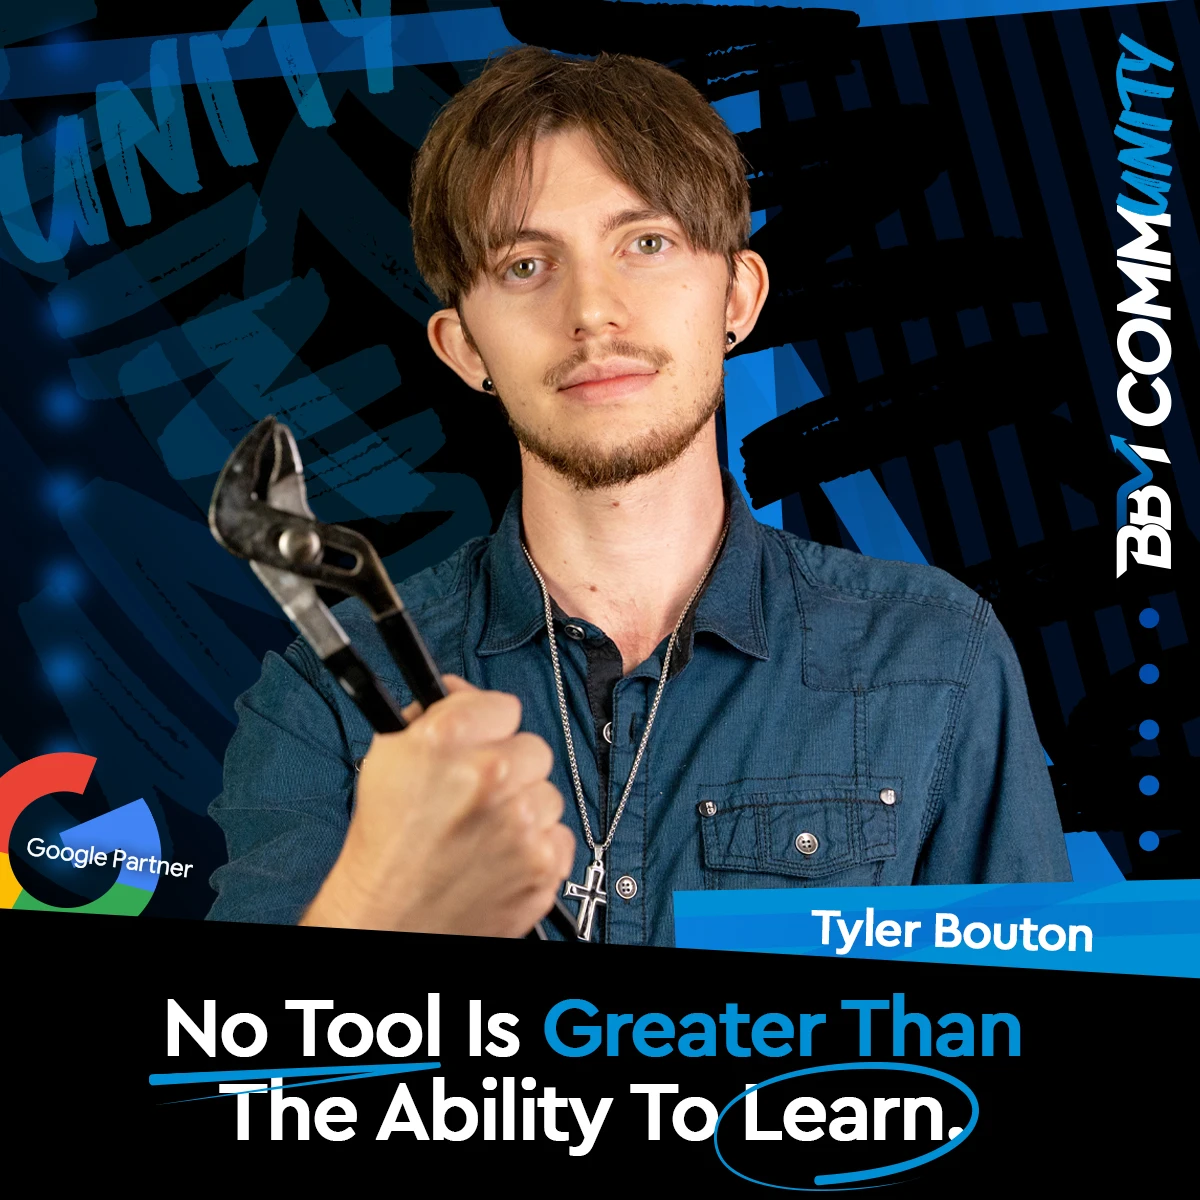 UNITY
BBM COMMUNITY
Google Partner
Tyler Bouton
No Tool Is Greater Than
The Ability To Learn.